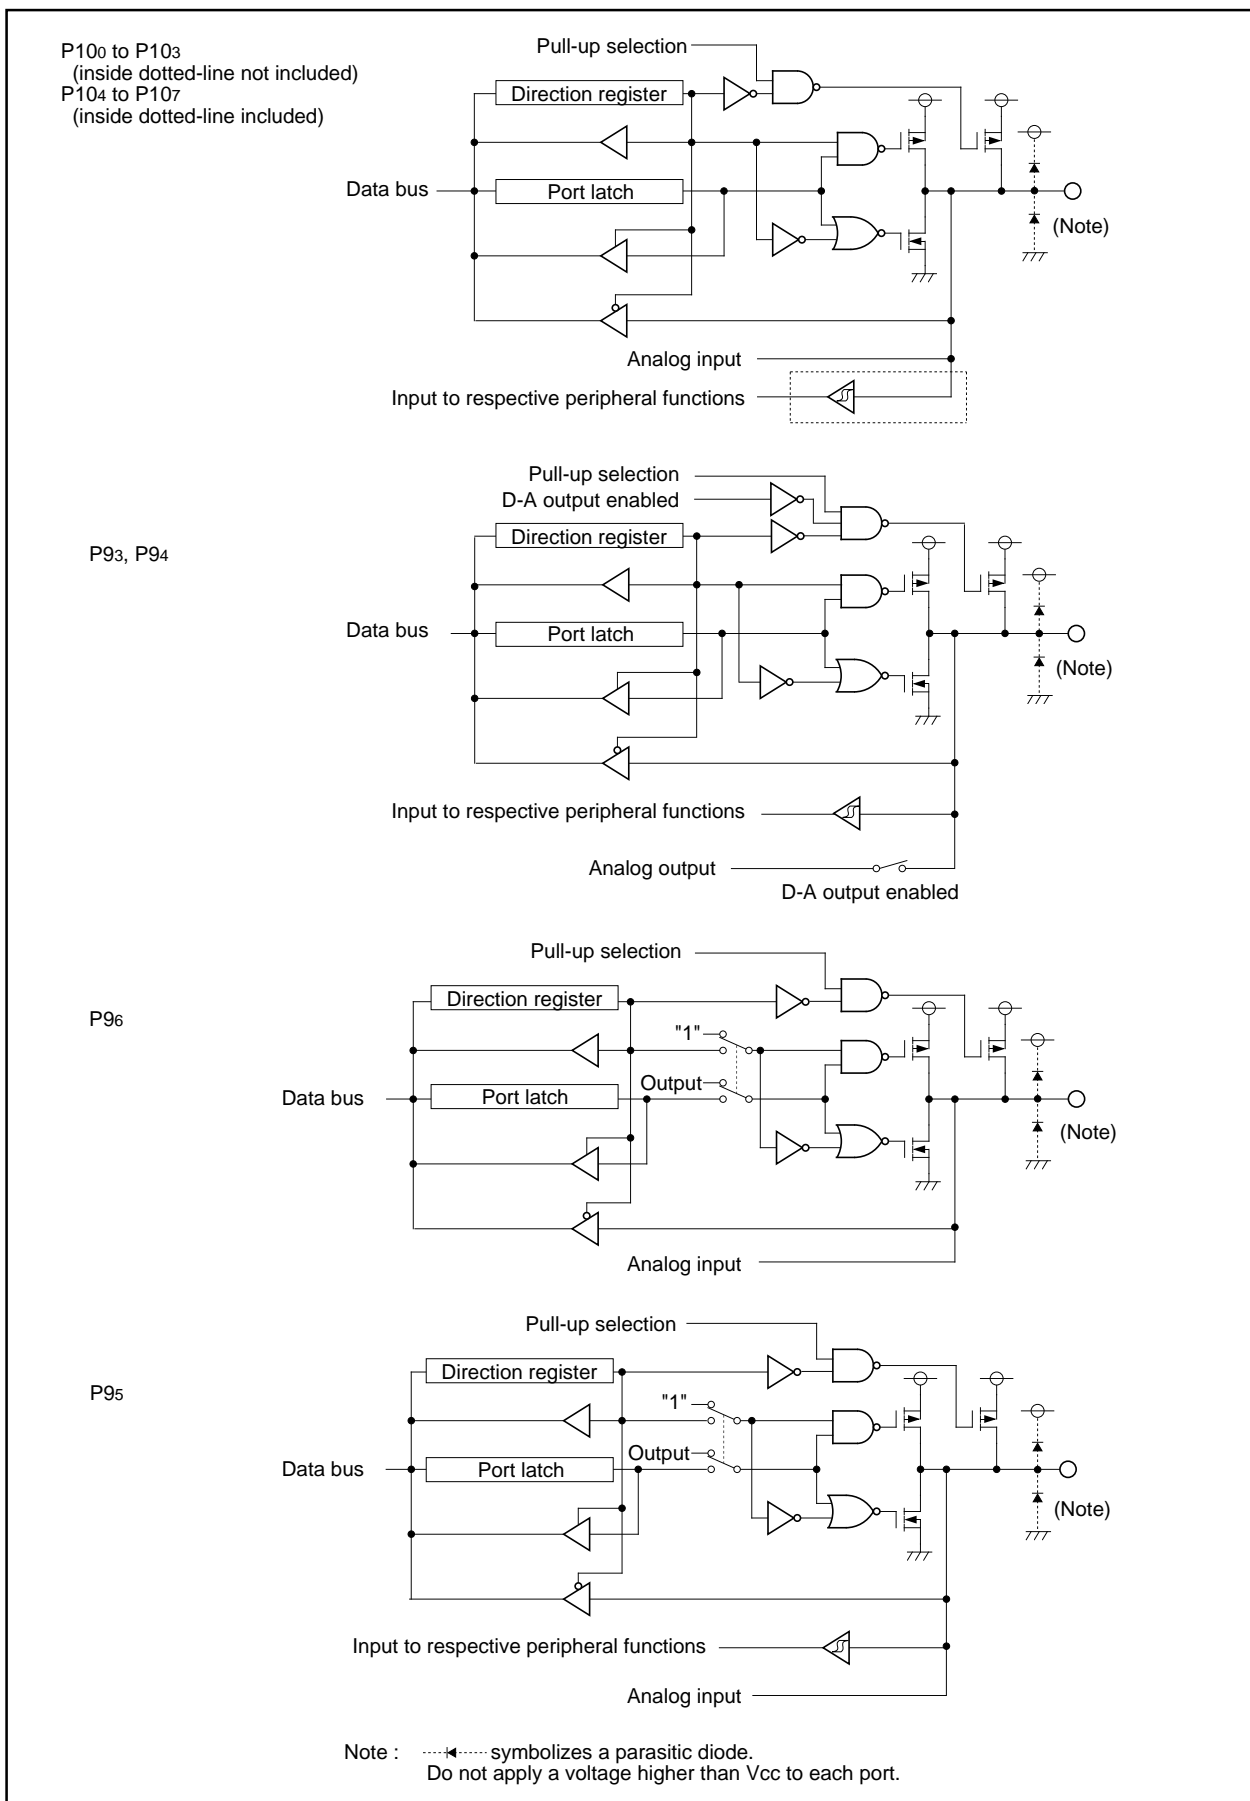 P100 to P103
(inside dotted-line not included)
P104 to P107
(inside dotted-line included)
Pull-up selection
Direction register
Data bus
Port latch
(Note)
Analog input
Input to respective peripheral functions
P93, P94
Pull-up selection
D-A output enabled
Direction register
Data bus
Port latch
(Note)
Input to respective peripheral functions
Analog output
D-A output enabled
P96
Pull-up selection
Direction register
"1"
Output
Data bus
Port latch
(Note)
Analog input
P95
Pull-up selection
Direction register
"1"
Output
Data bus
Port latch
(Note)
Input to respective peripheral functions
Analog input
Note : symbolizes a parasitic diode.
Do not apply a voltage higher than Vcc to each port.